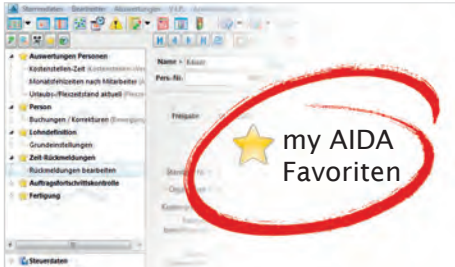 Stammdaten Bearbeiten Auswertungen
Auswertungen Personen
Kostenstellen-Zeit
Monatsfehlzeiten nach Mitarbeiter
Urlaubs-/Fleizeitstand aktuell
Person
Buchungen / Korrekturen
Lohndefinition
Grundeinstellungen
Zeit-Rückmeldungen
Rückmeldungen bearbeiten
Auftragsfortschrittskontrolle
Fertigung
Steuerdaten
Name
Pers.-Nr.
Freigabe
my AIDA
Favoriten